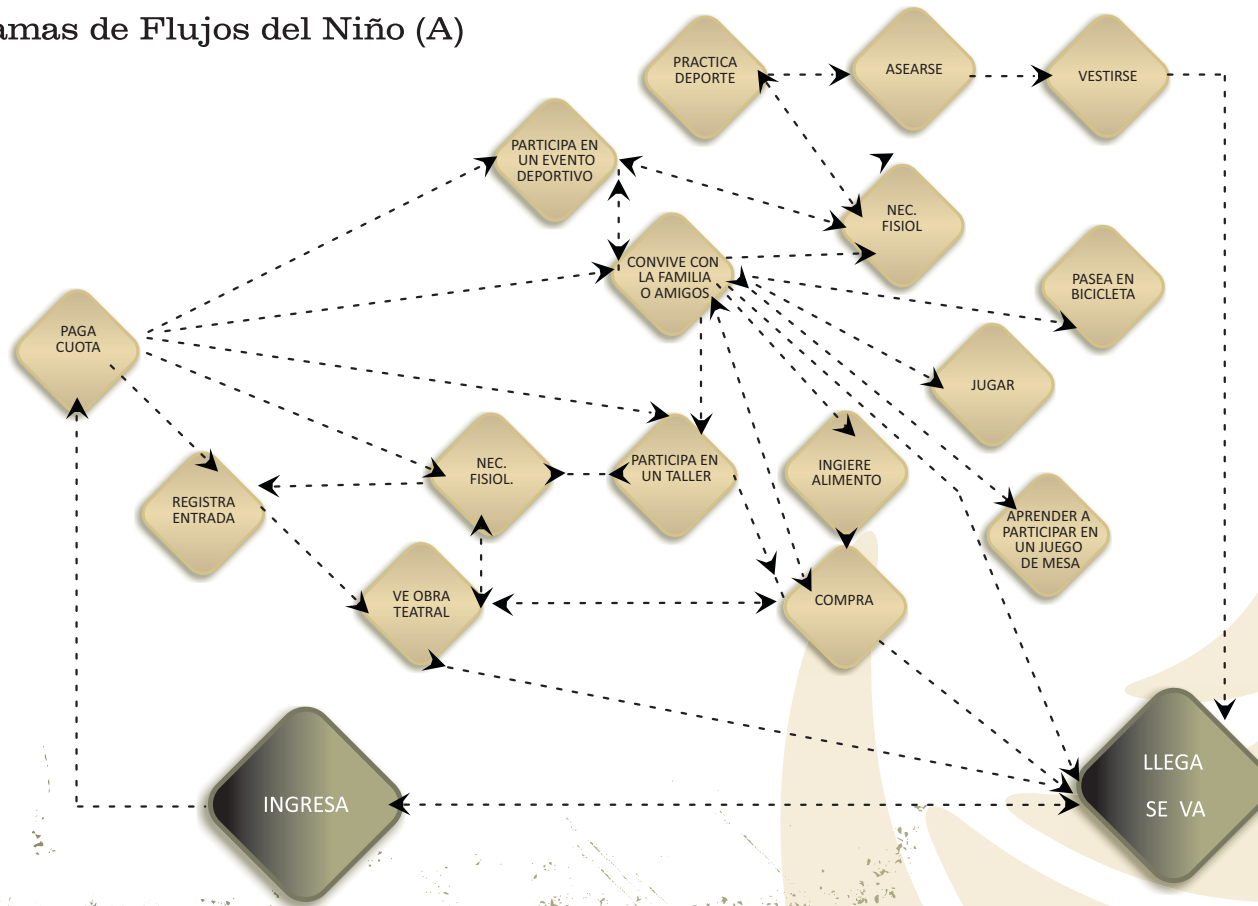 amas de Flujos del Niño (A)
PRACTICA
DEPORTE
ASEARSE
VESTIRSE
PARTICIPA EN
UN EVENTO
DEPORTIVO
NEC.
FISIOL
CONVIVE CON
LA FAMILIA
O AMIGOS
PASEA EN
BICICLETA
PAGA
CUOTA
JUGAR
NEC.
FISIOL.
PARTICIPA EN
UN TALLER
INGIERE
ALIMENTO
REGISTRA
ENTRADA
APRENDER A
PARTICIPAR EN
UN JUEGO
DE MESA
VE OBRA
TEATRAL
COMPRA
INGRESA
LLEGA
SE VA